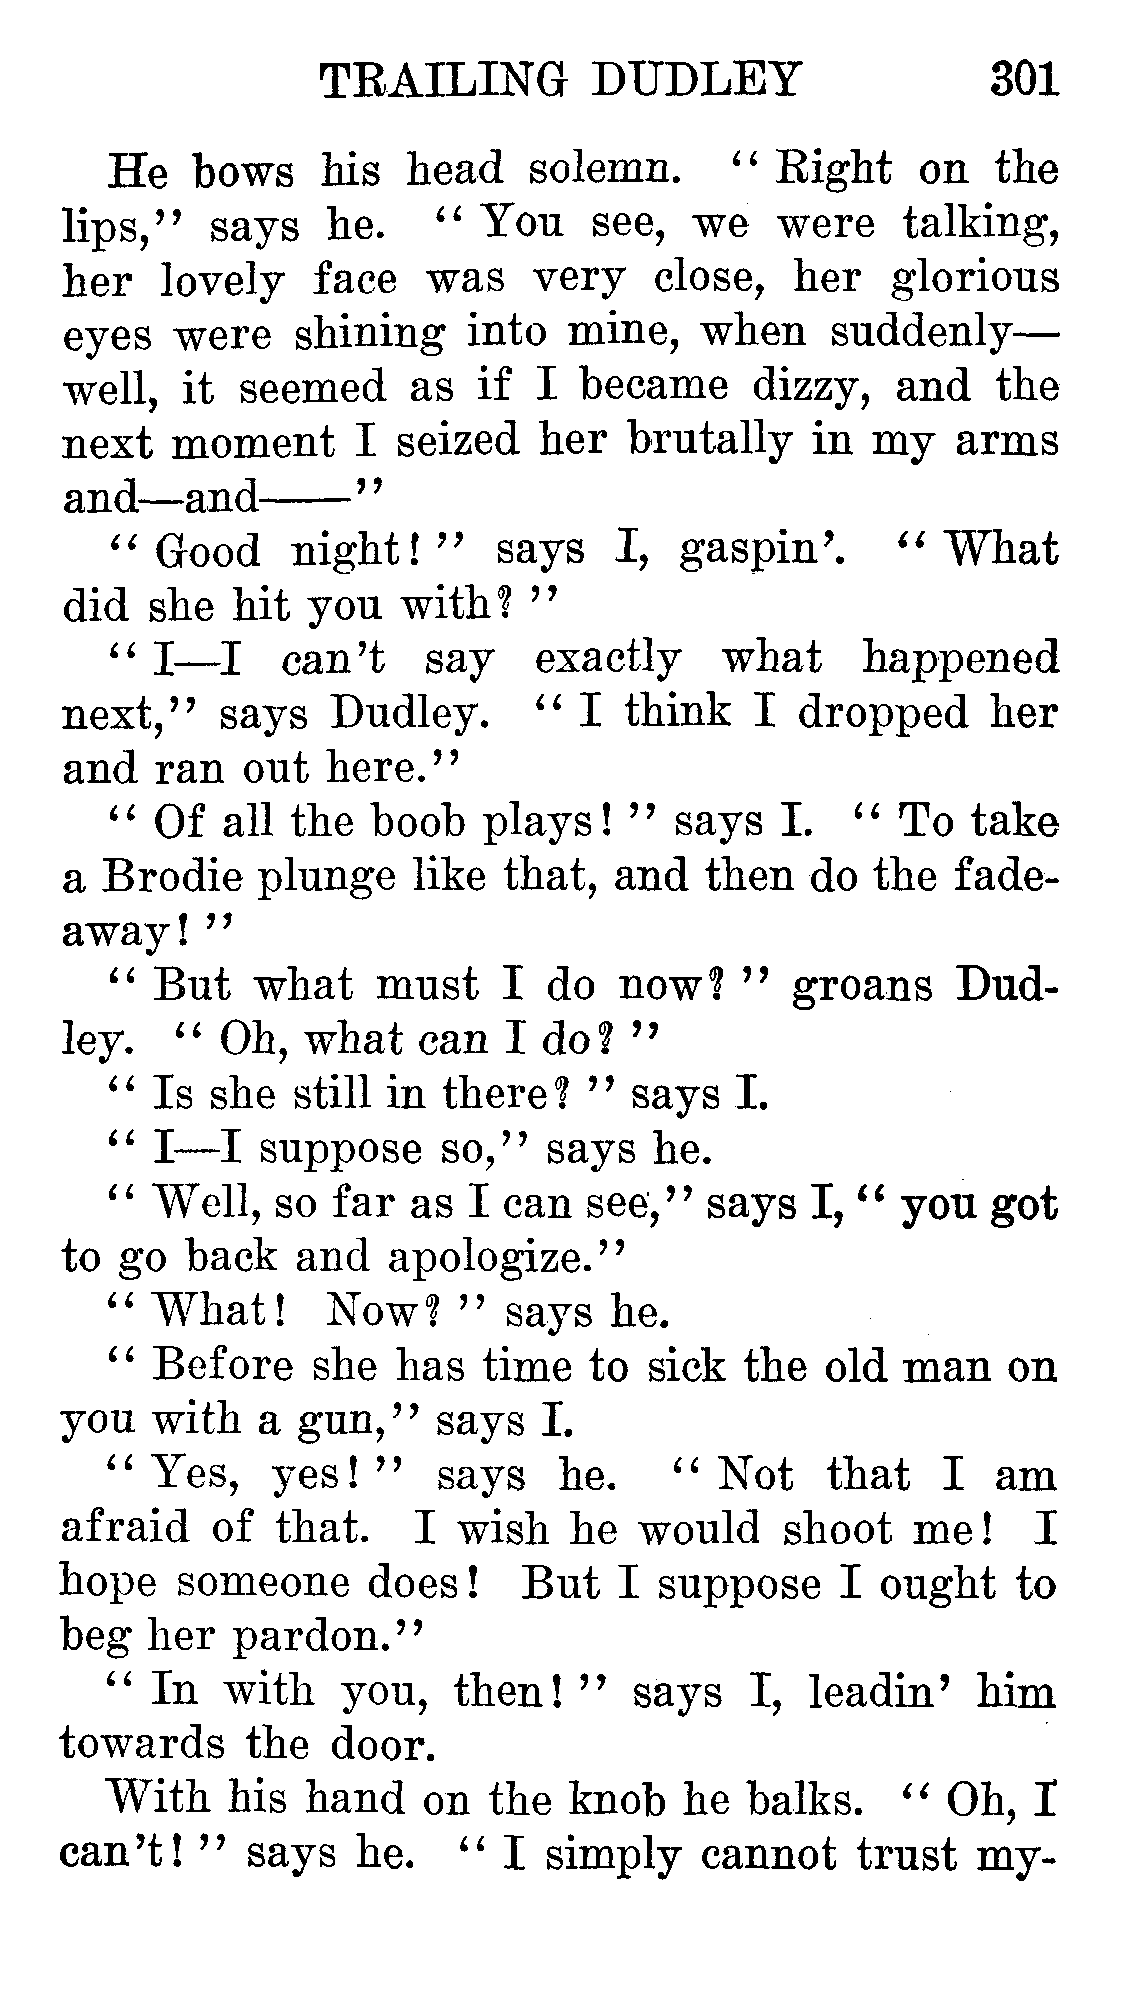 TRAILING DUDLEY 301
He bows his head solemn. “ Right on the
lips,” says he. “ You see, we were talking,
her lovely face was very close, her glorious
eyes were shining into mine, when suddenly—
well, it seemed as if I became dizzy, and the
next moment I seized her brutally in my arms
and—and——”
“ Good night! ” says I, gaspin’. “ What
did she hit you with? ”
“ I—I can’t say exactly what happened
next,” says Dudley. “ I think I dropped her
and ran out here.”
“ Of all the boob plays! ” says I. “ To take
a Brodie plunge like that, and then do the fade-
away! ”
“ But what must I do now? ” groans Dud-
ley. “ Oh, what can I do? ”
“ Is she still in there? ” says I.
“ I—I suppose so,” says he.
“ Well, so far as I can see,” says I, “ you got
to go back and apologize.”
“ What! Now? ” says he.
“ Before she has time to sick the old man on
you with a gun,” says I.
“ Yes, yes! ” says he. “ Not that I am
afraid of that. I wish he would shoot me! I
hope someone does! But I suppose I ought to
beg her pardon.”
“ In with you, then! ” says I, leadin’ him
towards the door.
With his hand on the knob he balks. “ Oh, I
can’t! ” says he. “ I simply cannot trust my-